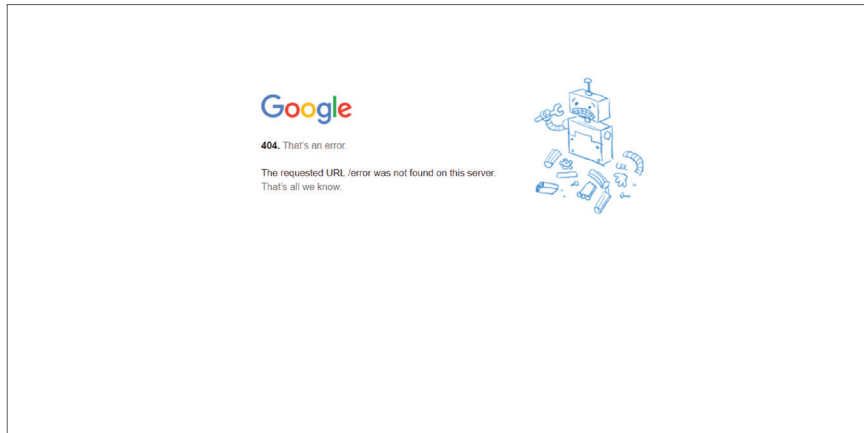 Google
404. That's an error.
The requested URL /error was not found on this server.
That's all we know.